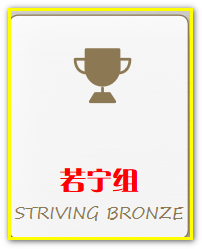 若宁组
STRIVING BRONZE